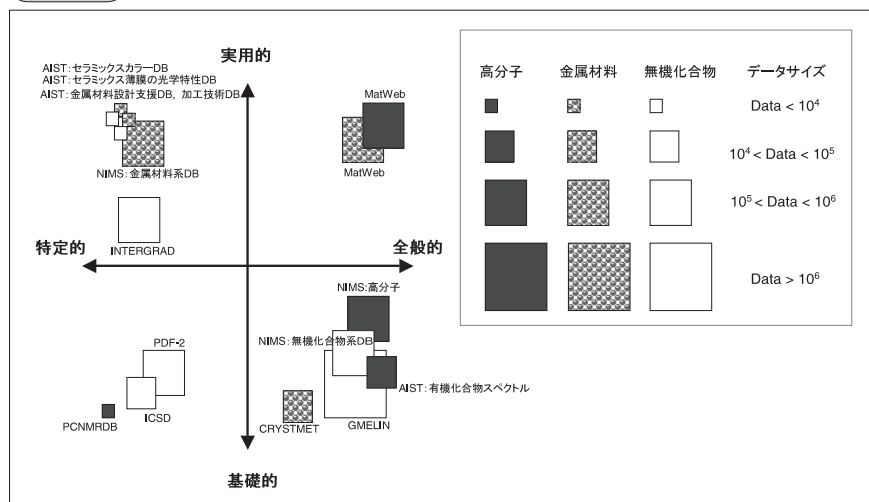 実用的
AIST:セラミックスカラーDB
AIST:セラミックス薄膜の光学特性DB
AIST:金属材料設計支援DB, 加工技術DB
MatWeb
NIMS:金属材料系DB
MatWeb
INTERGRAD
特定的
全般的
NIMS:高分子
NIMS:無機化合物系DB
PDF-2
AIST:有機化合物スペクトル
PCNMRDB
ICSD
CRYSTMET
GMELIN
基礎的
高分子 金属材料 無機化合物 データサイズ
Data < 10⁴
10⁴ < Data < 10⁵
10⁵ < Data < 10⁶
Data > 10⁶